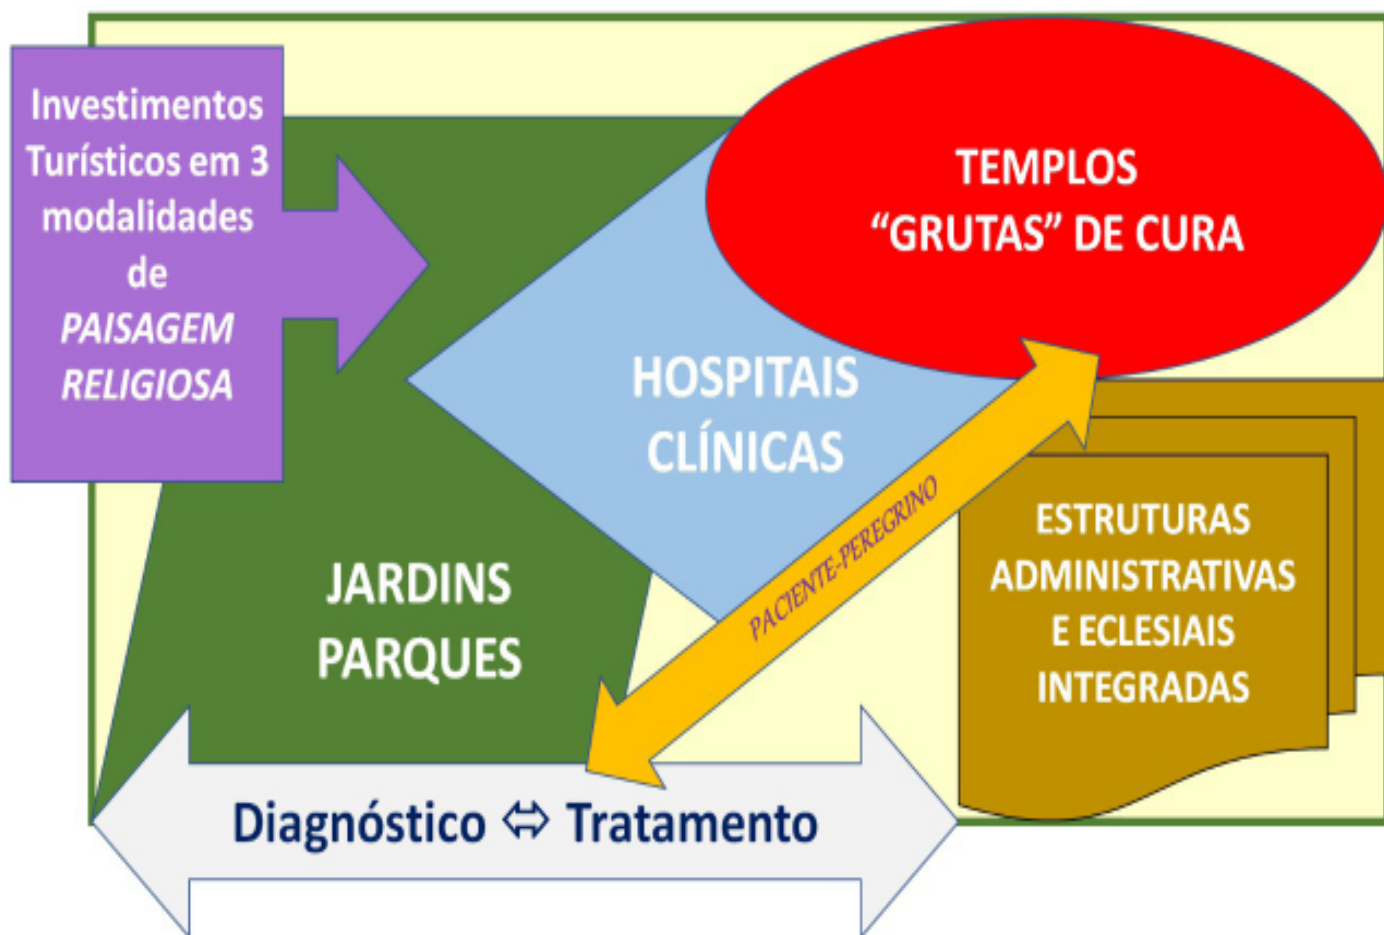 Investimentos
Turísticos em 3
modalidades
de
PAISAGEM
RELIGIOSA
TEMPLOS
“GRUTAS” DE CURA
HOSPITAIS
CLÍNICAS
PACIENTE-PEREGRINO
JARDINS
PARQUES
ESTRUTURAS
ADMINISTRATIVAS
E ECLESIAIS
INTEGRADAS
Diagnóstico ⬄ Tratamento